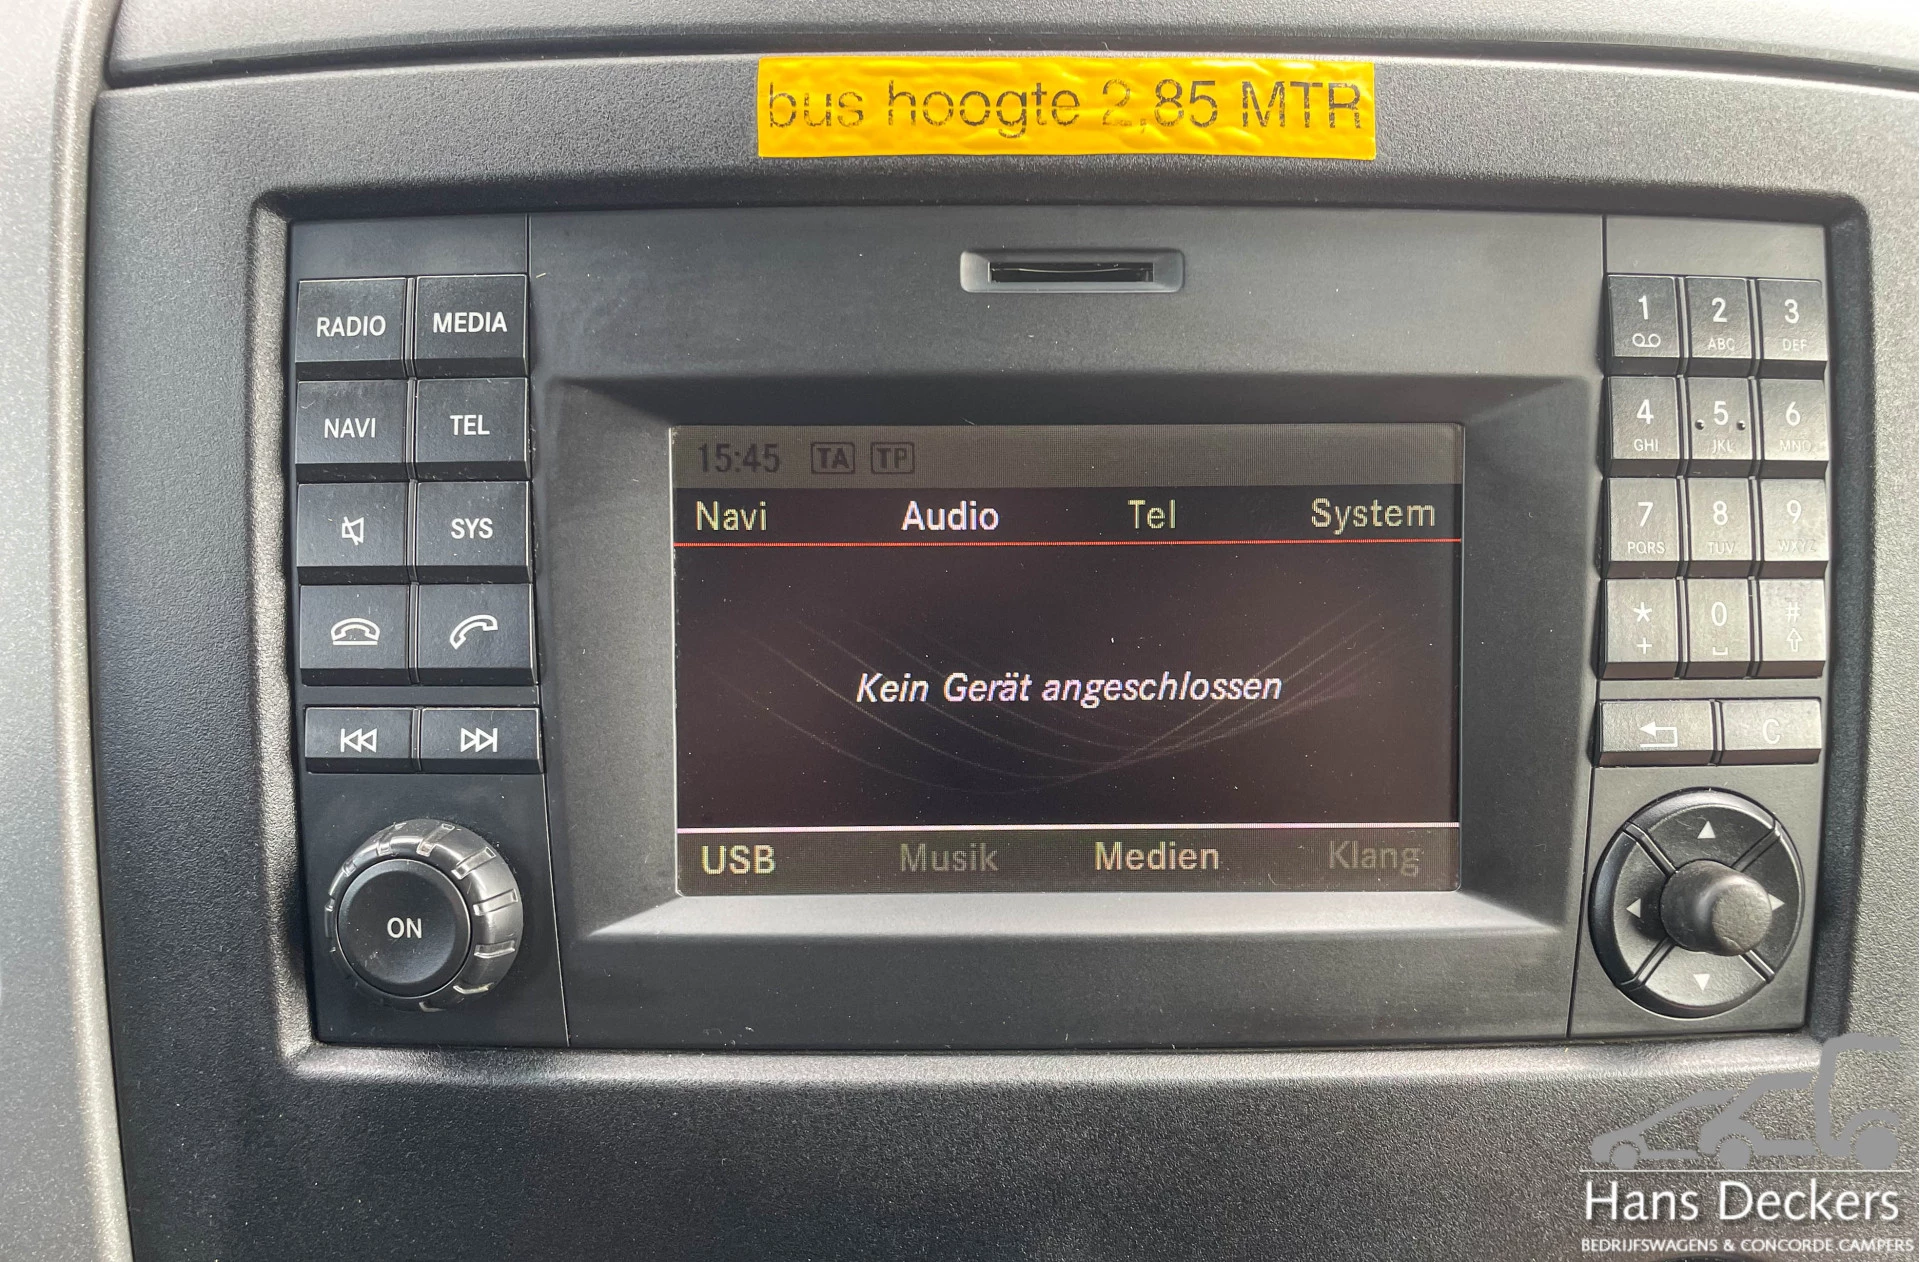 bus hoogte 2,85 MTR
RADIO MEDIA
NAVI TEL
SYS
ON
15:45 TA TP
Navi Audio Tel System
Kein Gerät angeschlossen
USB Musik Medien Klang
1 2 3
ABC DEF
4 5 6
GHI JKL MNO
7 8 9
PQRS TUV WXYZ
* 0 #
+
C
Hans Deckers
BEDRIJFSWAGENS & CONCORDE CAMPERS